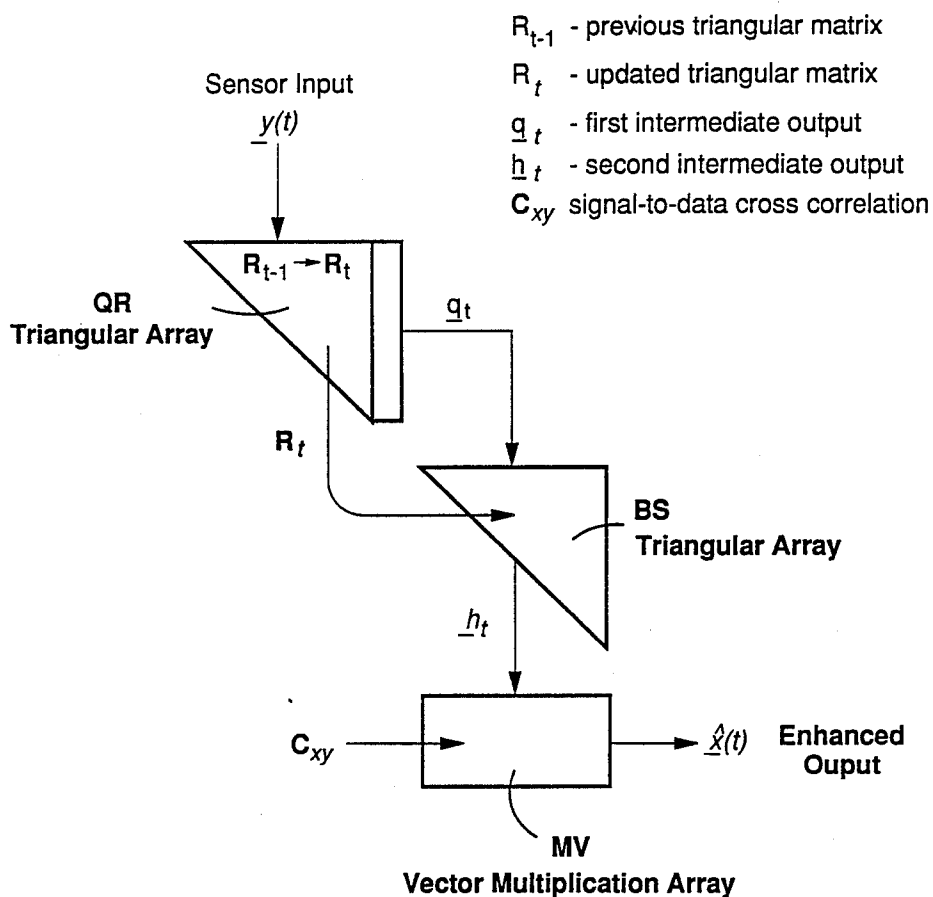 R_{t-1} - previous triangular matrix
R_t - updated triangular matrix
q_t - first intermediate output
h_t - second intermediate output
C_{xy} signal-to-data cross correlation
Sensor Input
y(t)
R_{t-1} → R_t
QR
Triangular Array
q_t
R_t
BS
Triangular Array
h_t
C_{xy}
x̂(t)
Enhanced
Ouput
MV
Vector Multiplication Array